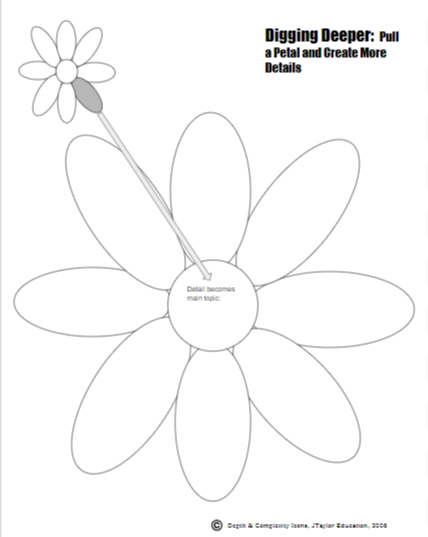 Digging Deeper: Pull
a Petal and Create More
Details
Detail becomes
main topic:
© Depth & Complexity Icons, JTaylor Education, 2006